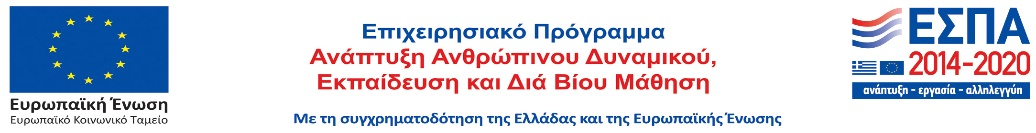 Ευρωπαϊκή Ένωση
Ευρωπαϊκό Κοινωνικό Ταμείο
Επιχειρησιακό Πρόγραμμα
Ανάπτυξη Ανθρώπινου Δυναμικού,
Εκπαίδευση και Διά Βίου Μάθηση
Με τη συγχρηματοδότηση της Ελλάδας και της Ευρωπαϊκής Ένωσης
ΕΣΠΑ
2014-2020
ανάπτυξη - εργασία - αλληλεγγύη